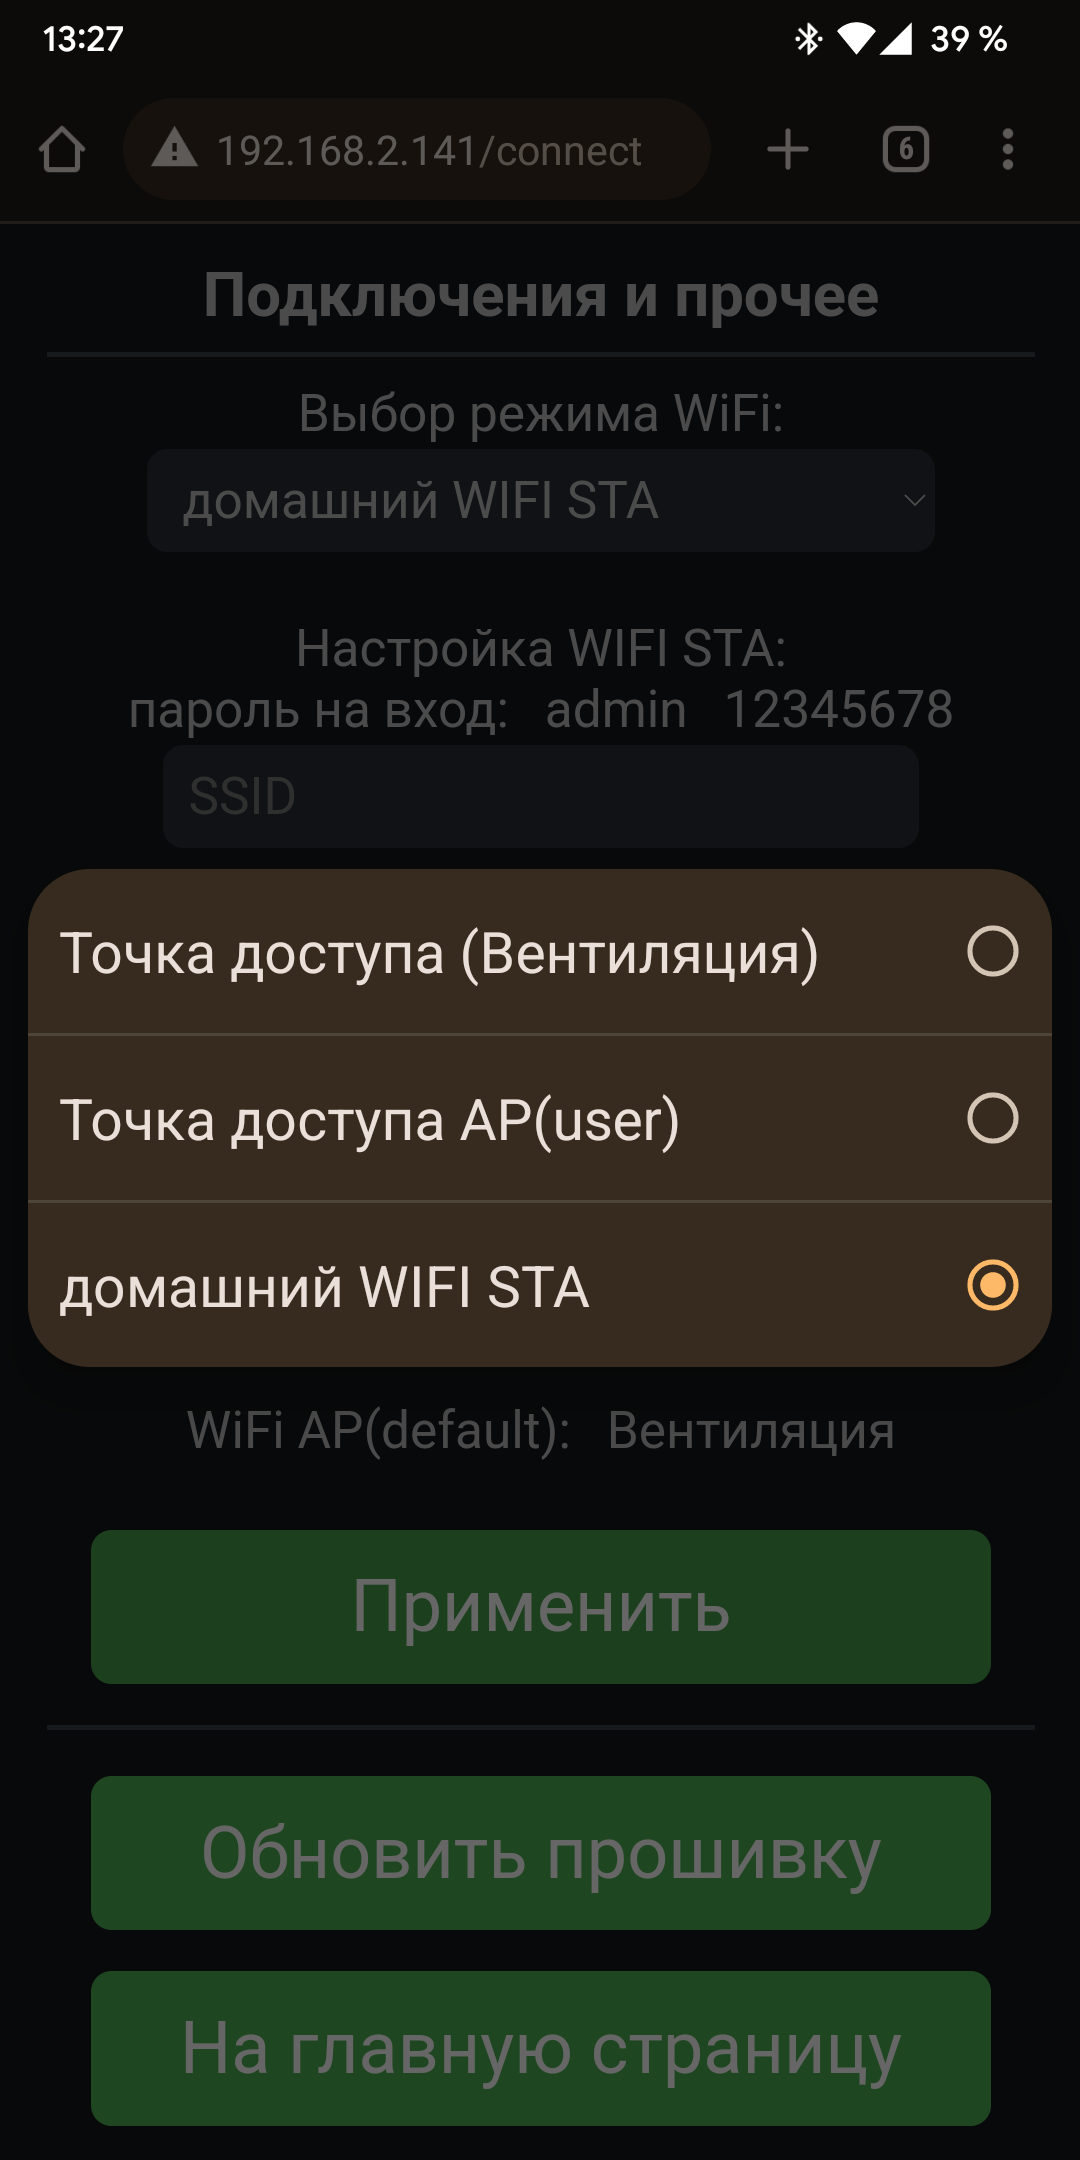 13:27
39 %
192.168.2.141/connect
6
Подключения и прочее
Выбор режима WiFi:
домашний WIFI STA
Настройка WIFI STA:
пароль на вход: admin 12345678
SSID
Точка доступа (Вентиляция)
Точка доступа AP(user)
домашний WIFI STA
WiFi AP(default): Вентиляция
Применить
Обновить прошивку
На главную страницу